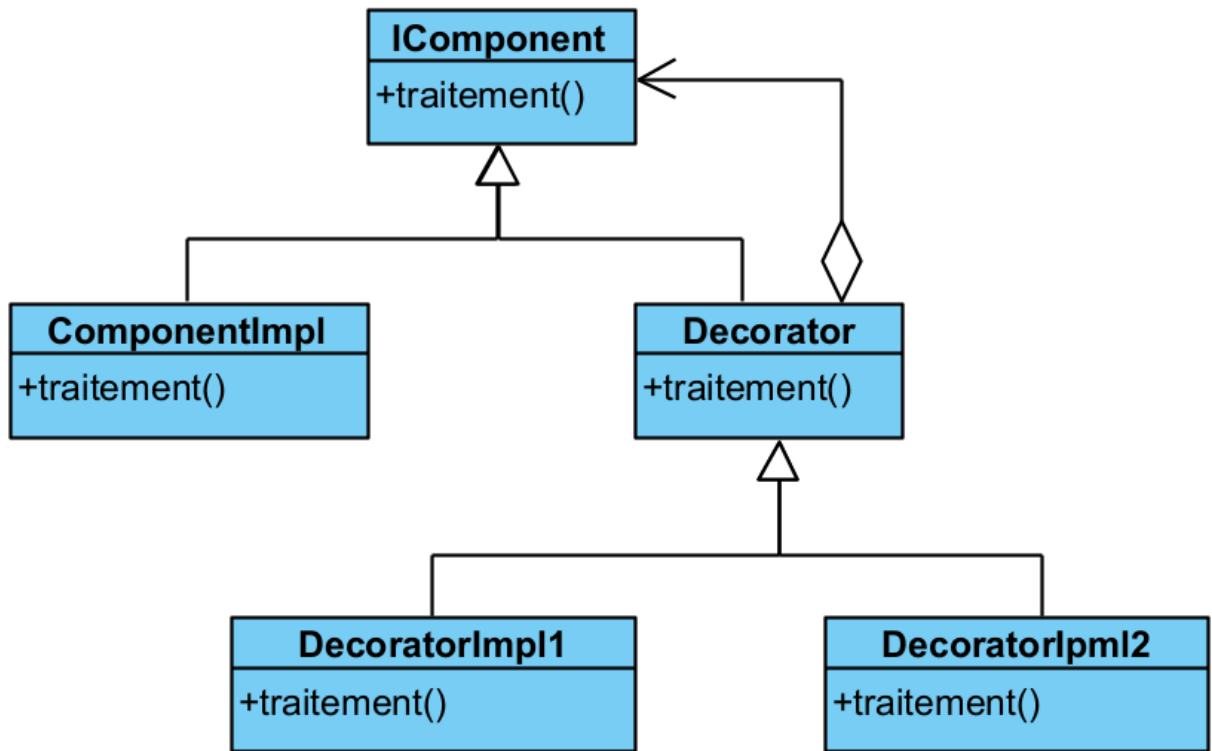 IComponent
+traitement()
ComponentImpl
+traitement()
Decorator
+traitement()
DecoratorImpl1
+traitement()
DecoratorIpml2
+traitement()